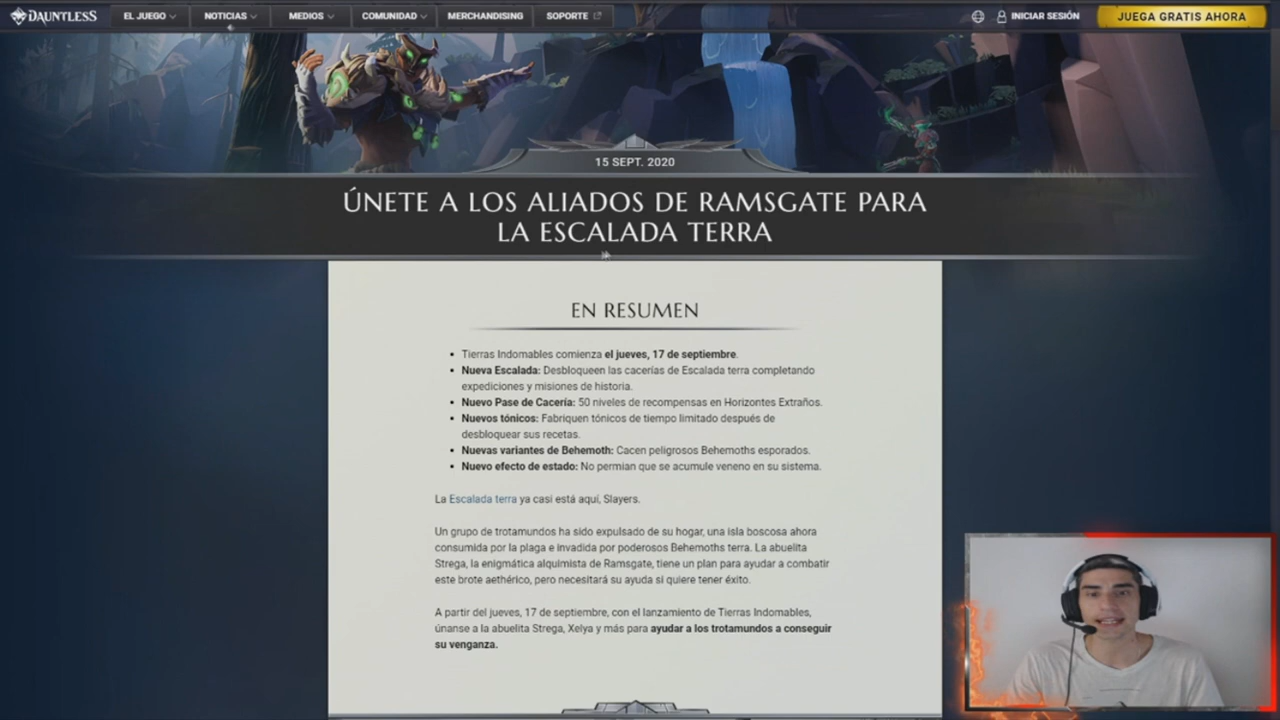 DAUNTLESS
EL JUEGO
NOTICIAS
MEDIOS
COMUNIDAD
MERCHANDISING
SOPORTE
INICIAR SESIÓN
JUEGA GRATIS AHORA
15 SEPT. 2020
ÚNETE A LOS ALIADOS DE RAMSGATE PARA
LA ESCALADA TERRA
EN RESUMEN
• Tierras Indomables comienza el jueves, 17 de septiembre.
• Nueva Escalada: Desbloqueen las cacerías de Escalada terra completando
expediciones y misiones de historia.
• Nuevo Pase de Cacería: 50 niveles de recompensas en Horizontes Extraños.
• Nuevos tónicos: Fabriquen tónicos de tiempo limitado después de
desbloquear sus recetas.
• Nuevas variantes de Behemoth: Cacen peligrosos Behemoths esporados.
• Nuevo efecto de estado: No permian que se acumule veneno en su sistema.
La Escalada terra ya casi está aquí, Slayers.
Un grupo de trotamundos ha sido expulsado de su hogar, una isla boscosa ahora
consumida por la plaga e invadida por poderosos Behemoths terra. La abuelita
Strega, la enigmática alquimista de Ramsgate, tiene un plan para ayudar a combatir
este brote aethérico, pero necesitará su ayuda si quiere tener éxito.
A partir del jueves, 17 de septiembre, con el lanzamiento de Tierras Indomables,
únanse a la abuelita Strega, Xelya y más para ayudar a los trotamundos a conseguir
su venganza.